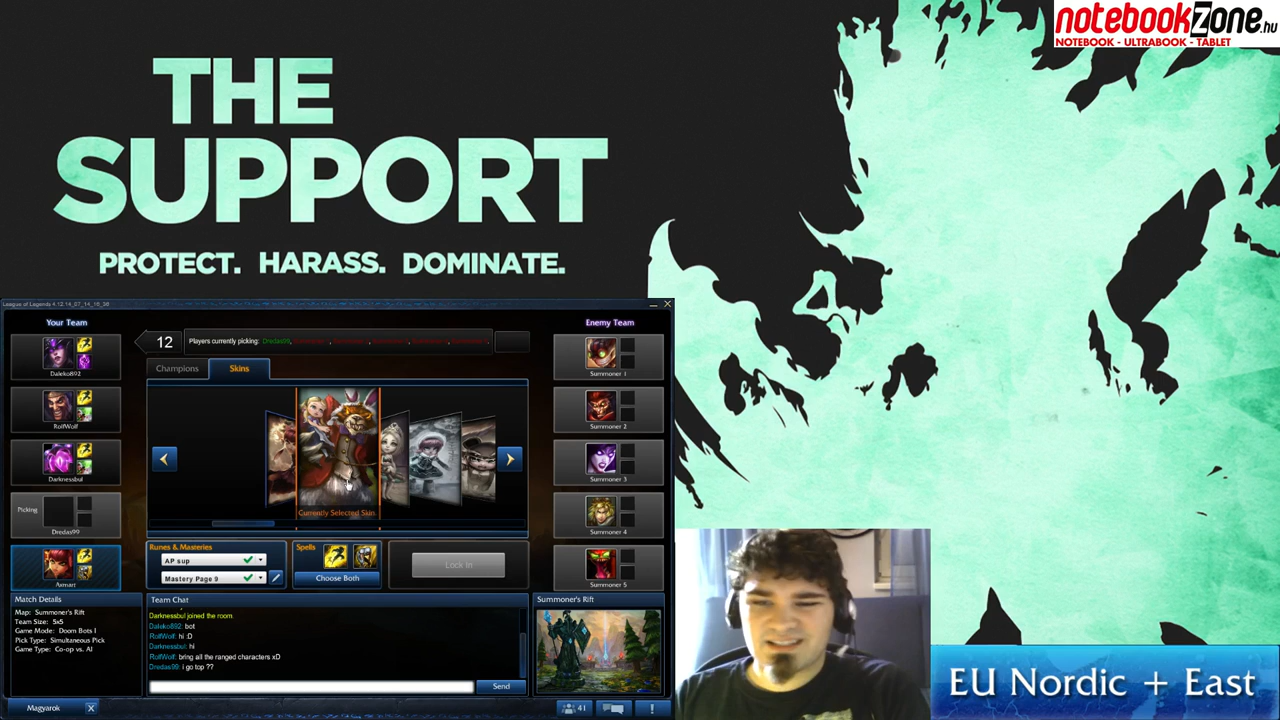 THE
SUPPORT
PROTECT. HARASS. DOMINATE.
notebookzone.hu
NOTEBOOK - ULTRABOOK - TABLET
Your Team
12
Players currently picking: Dredas99,
Enemy Team
Champions
Skins
Daleko892
RolfWolf
Darknessbul
Picking
Dredas99
Summoner 1
Summoner 2
Summoner 3
Summoner 4
Summoner 5
Currently Selected Skin.
Runes & Masteries
AP sup
Mastery Page 9
Spells
Choose Both
Lock In
Match Details
Map: Summoner's Rift
Team Size: 5x5
Game Mode: Doom Bots I
Pick Type: Simultaneous Pick
Game Type: Co-op vs. AI
Team Chat
Darknessbul joined the room.
Daleko892: bot
RolfWolf: hi :D
Darknessbul: hi
RolfWolf: bring all the ranged characters xD
Dredas99: i go top ??
Send
Summoner's Rift
Magyarok
41
EU Nordic + East